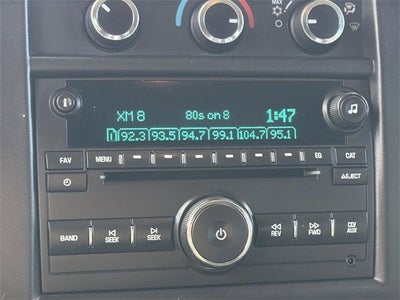 MAX
XM 8 80s on 8 1:47
1 92.3 93.5 94.7 99.1 104.7 95.1
FAV MENU EQ CAT
EJECT
BAND SEEK SEEK REV FWD CD/AUX